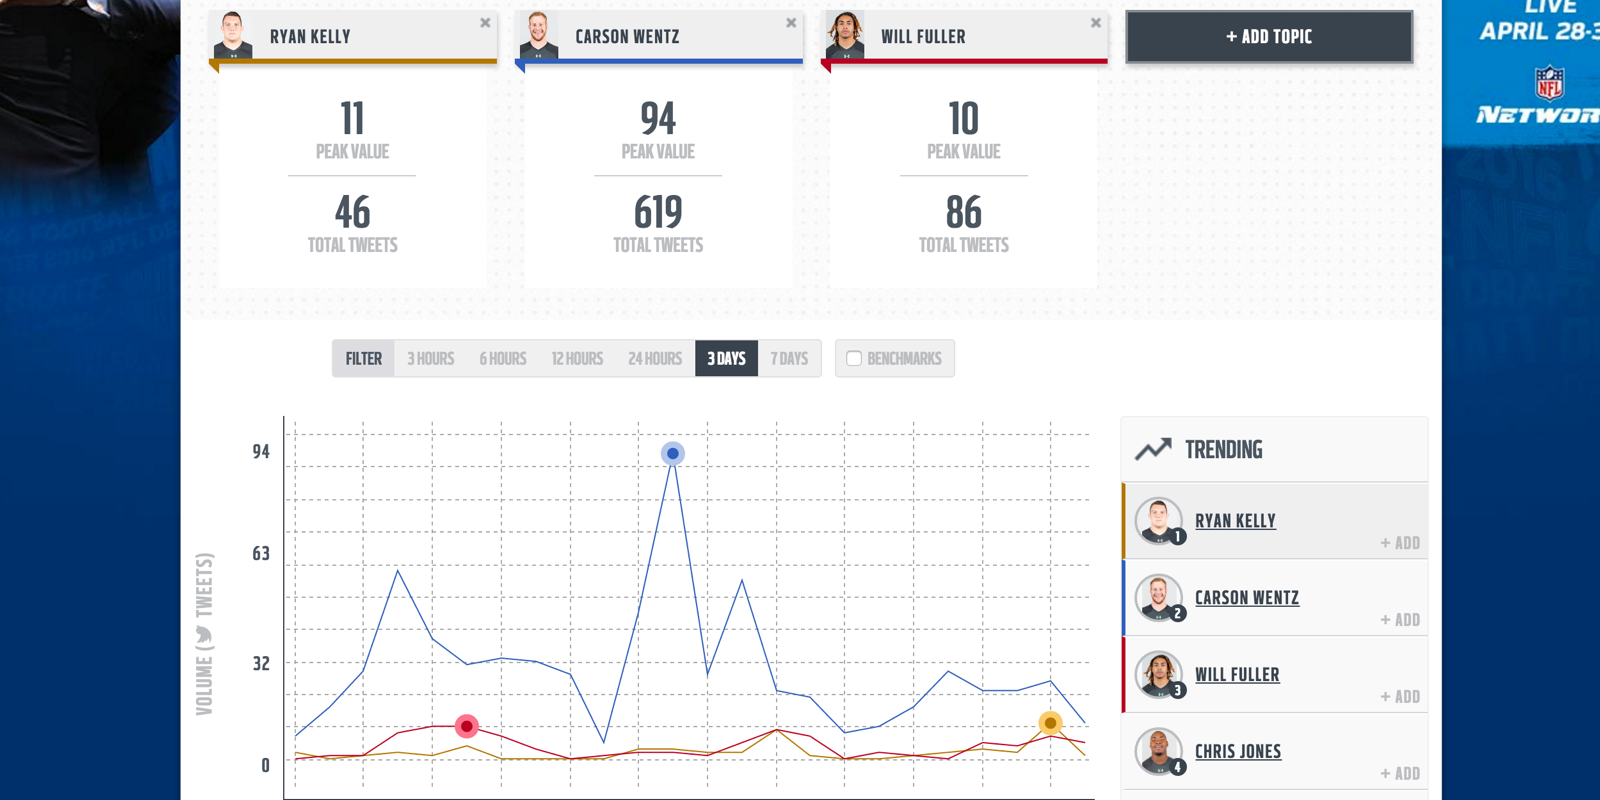 LIVE
APRIL 28-3
NFL
NETWOR
RYAN KELLY
CARSON WENTZ
WILL FULLER
+ ADD TOPIC
11
PEAK VALUE
46
TOTAL TWEETS
94
PEAK VALUE
619
TOTAL TWEETS
10
PEAK VALUE
86
TOTAL TWEETS
FILTER 3 HOURS 6 HOURS 12 HOURS 24 HOURS 3 DAYS 7 DAYS BENCHMARKS
VOLUME ( TWEETS)
94
63
32
0
TRENDING
RYAN KELLY
1
+ ADD
CARSON WENTZ
2
+ ADD
WILL FULLER
3
+ ADD
CHRIS JONES
4
+ ADD